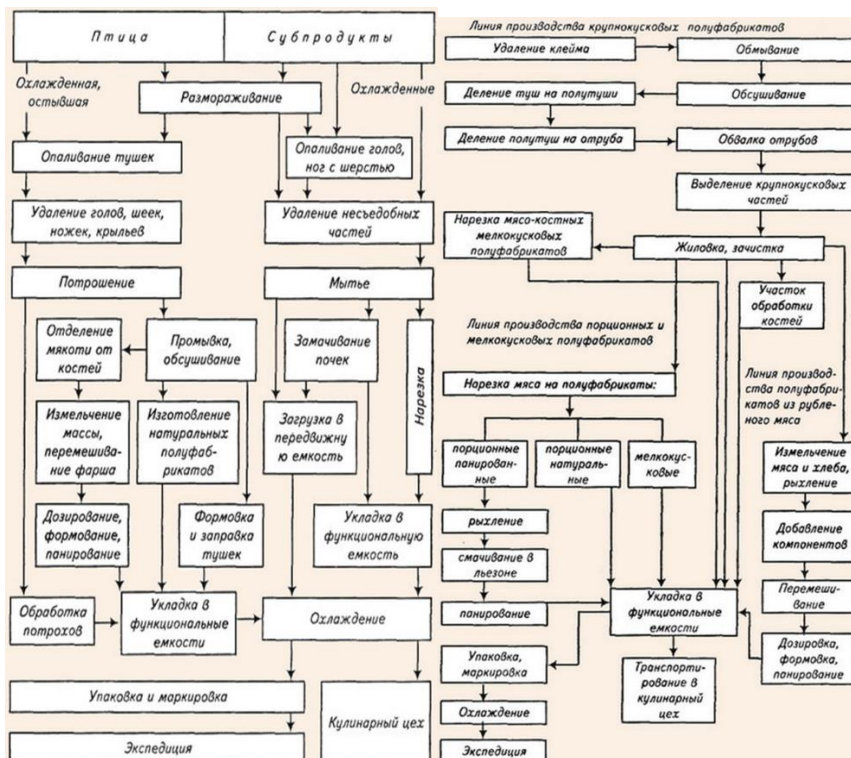 Птица
Субпродукты
Охлажденная,
остывшая
Размораживание
Охлажденные
Опаливание тушек
Опаливание голов,
ног с шерстью
Удаление голов, шеек,
ножек, крыльев
Удаление несъедобных
частей
Потрошение
Мытье
Отделение
мякоти от
костей
Промывка,
обсушивание
Замачивание
почек
Нарезка
Измельчение
массы,
перемешива-
ние фарша
Изготовление
натуральных
полуфаб-
рикатов
Загрузка в
передвижну
ю емкость
Дозирование,
формование,
панирование
Формовка
и заправка
тушек
Укладка в
функциональную
емкость
Обработка
потрохов
Укладка в
функциональные
емкости
Охлаждение
Упаковка и маркировка
Кулинарный цех
Экспедиция
Линия производства крупнокусковых полуфабрикатов
Удаление клейма
Обмывание
Деление туш на полутуши
Обсушивание
Деление полутуш на отруба
Обвалка отрубов
Выделение крупнокусковых
частей
Нарезка мясо-костных
мелкокусковых
полуфабрикатов
Жиловка, зачистка
Участок
обработки
костей
Линия производства порционных и
мелкокусковых полуфабрикатов
Линия производ-
ства полуфабри-
катов из рубле-
ного мяса
Нарезка мяса на полуфабрикаты:
порционные
панирован-
ные
порционные
натураль-
ные
мелкокус-
ковые
Измельчение
мяса и хлеба,
рыхление
рыхление
Добавление
компонентов
смачивание в
льезоне
панирование
Укладка в
функциональные
емкости
Перемеши-
вание
Дозировка,
формовка,
панирование
Упаковка,
маркировка
Транспорти-
рование в
кулинарный
цех
Охлаждение
Экспедиция